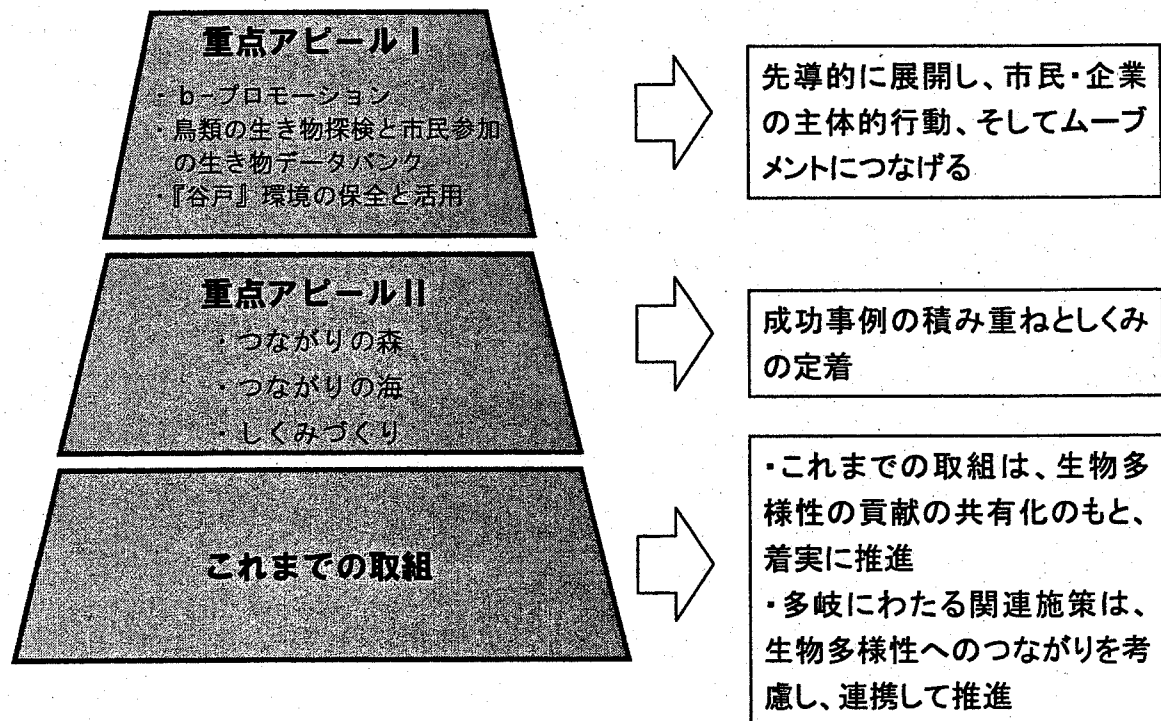 重点アピールⅠ
・b-プロモーション
・鳥類の生き物探検と市民参加
の生き物データバンク
・『谷戸』環境の保全と活用
先導的に展開し、市民・企業
の主体的行動、そしてムーブ
メントにつなげる
重点アピールⅡ
・つながりの森
・つながりの海
・しくみづくり
成功事例の積み重ねとしくみ
の定着
これまでの取組
・これまでの取組は、生物多
様性の貢献の共有化のもと、
着実に推進
・多岐にわたる関連施策は、
生物多様性へのつながりを考
慮し、連携して推進